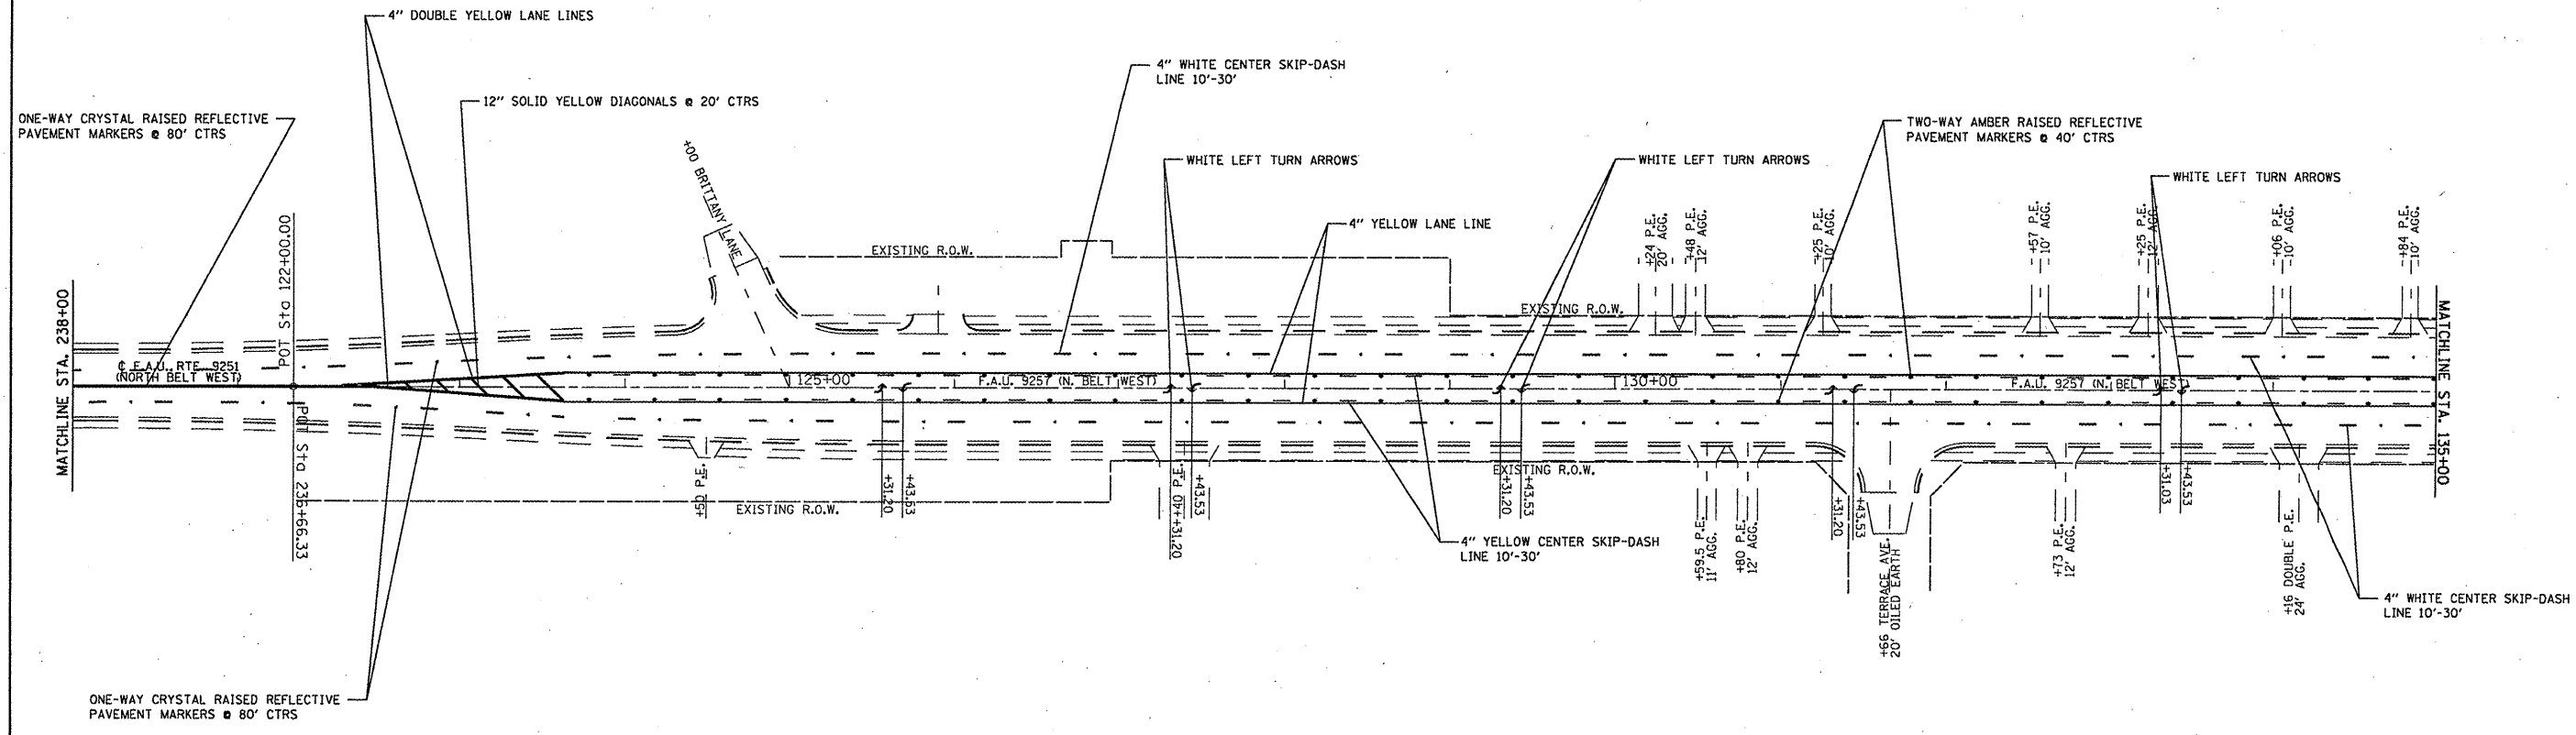 4" DOUBLE YELLOW LANE LINES
4" WHITE CENTER SKIP-DASH
LINE 10'-30'
12" SOLID YELLOW DIAGONALS @ 20' CTRS
ONE-WAY CRYSTAL RAISED REFLECTIVE
PAVEMENT MARKERS @ 80' CTRS
TWO-WAY AMBER RAISED REFLECTIVE
PAVEMENT MARKERS @ 40' CTRS
+00 BRITTANY LANE
WHITE LEFT TURN ARROWS
WHITE LEFT TURN ARROWS
WHITE LEFT TURN ARROWS
4" YELLOW LANE LINE
EXISTING R.O.W.
+24 P.E.
20' AGG.
+48 P.E.
12' AGG.
+25 P.E.
10' AGG.
+57 P.E.
10' AGG.
+25 P.E.
12' AGG.
+06 P.E.
10' AGG.
+84 P.E.
10' AGG.
EXISTING R.O.W.
MATCHLINE STA. 238+00
POT Sta 122+00.00
℄ F.A.U. RTE. 9251
(NORTH BELT WEST)
125+00
F.A.U. 9257 (N. BELT WEST)
130+00
F.A.U. 9257 (N. BELT WEST)
MATCHLINE STA. 135+00
POT Sta 236+66.33
+50 P.E.
EXISTING R.O.W.
+31.20
+43.53
+40 P.E.
+31.20
+43.53
+31.20
+43.53
EXISTING R.O.W.
+59.5 P.E.
11' AGG.
+80 P.E.
12' AGG.
+31.20
+43.53
+66 TERRACE AVE.
20' OILED EARTH
+73 P.E.
12' AGG.
+31.03
+43.53
+16 DOUBLE P.E.
24' AGG.
4" YELLOW CENTER SKIP-DASH
LINE 10'-30'
4" WHITE CENTER SKIP-DASH
LINE 10'-30'
ONE-WAY CRYSTAL RAISED REFLECTIVE
PAVEMENT MARKERS @ 80' CTRS